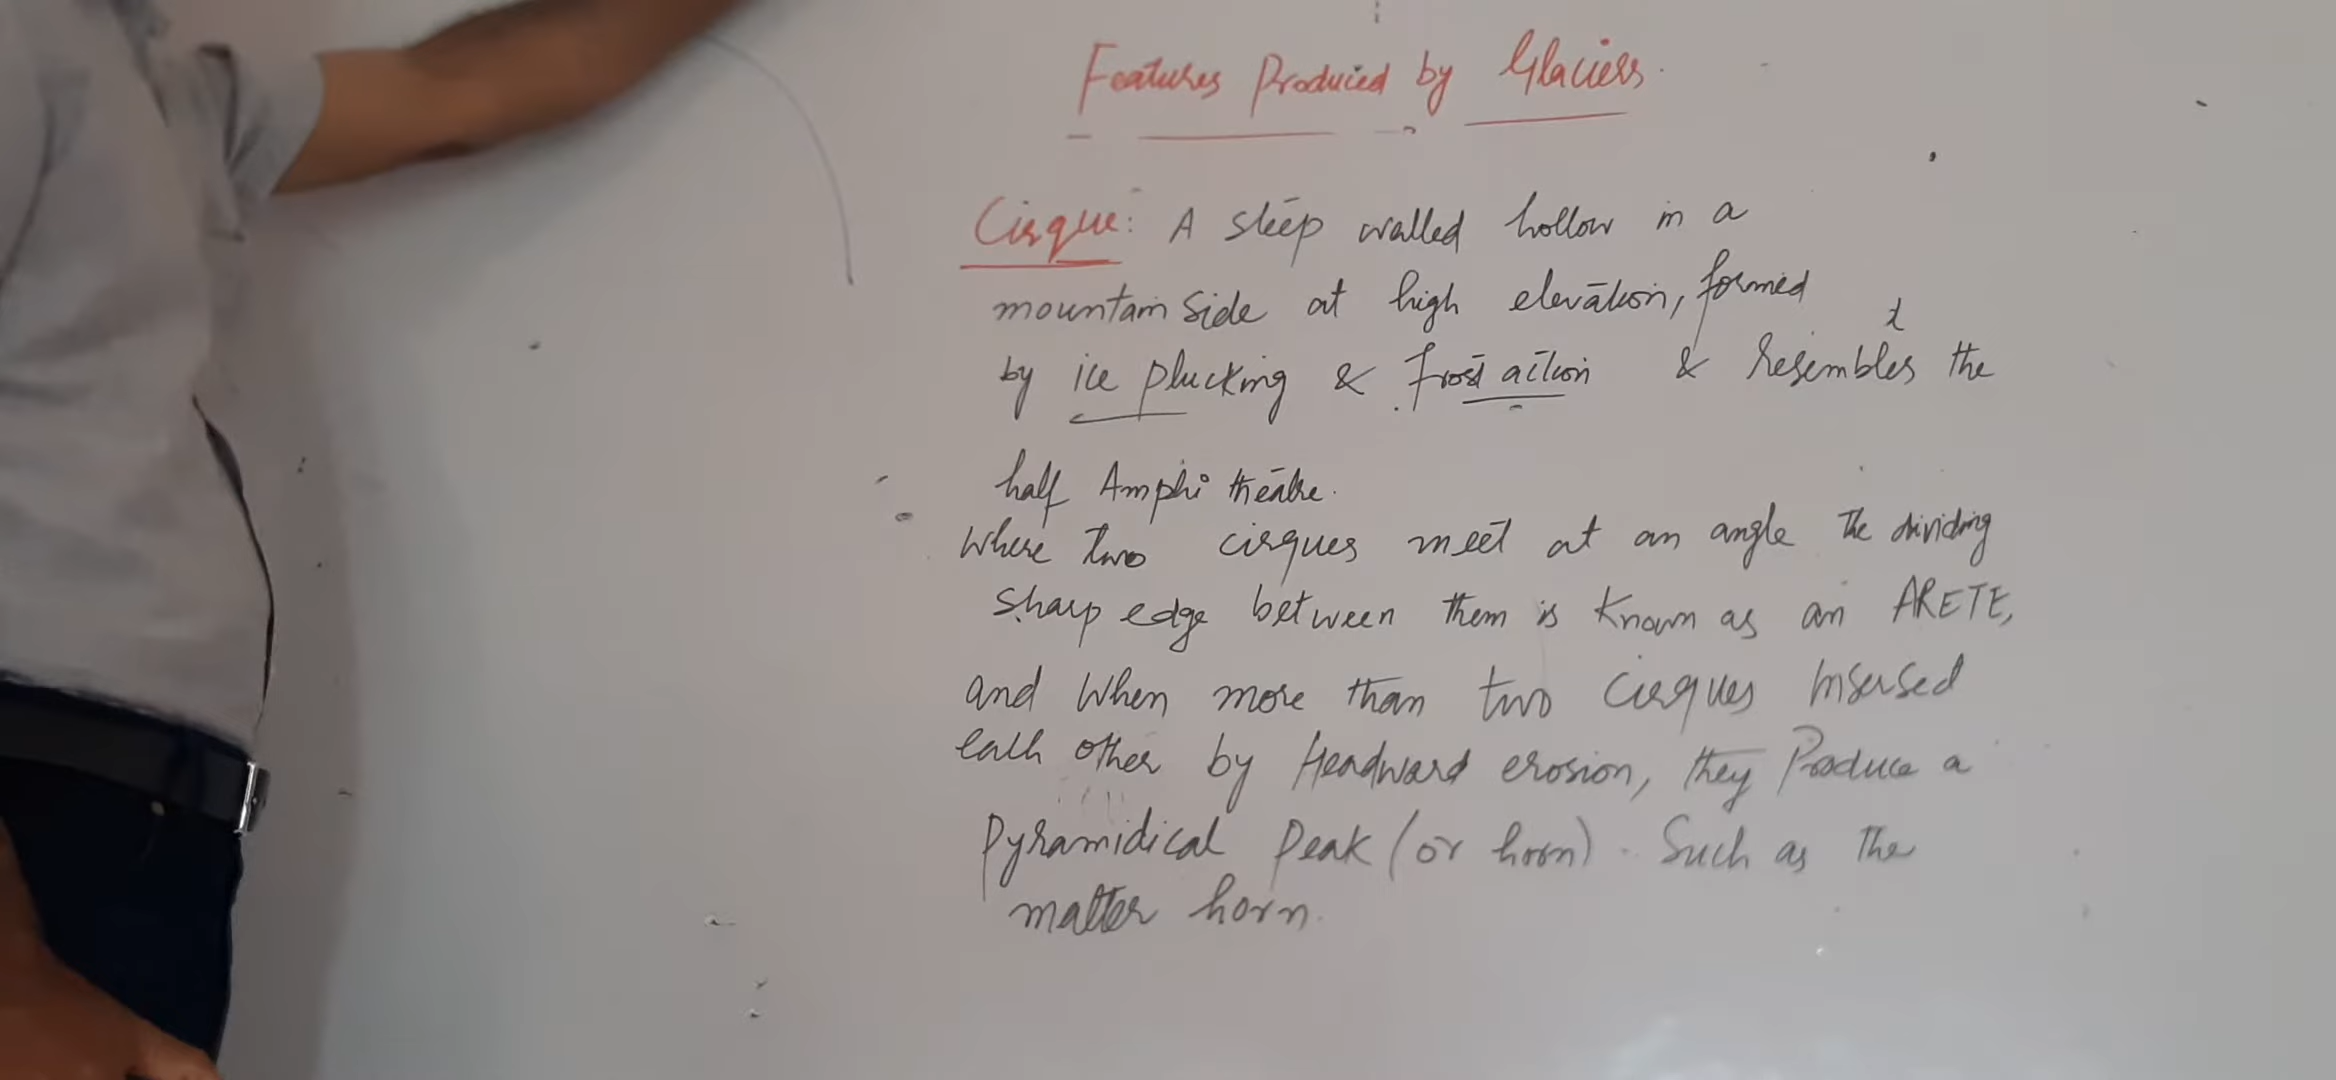 Features Produced by Glaciers.
Cirque: A steep walled hollow in a
mountain side at high elevation, formed
by ice plucking & frost action & resembles the
half Amphi theatre.
Where two cirques meet at an angle The dividing
sharp edge between them is known as an ARETE,
and When more than two cirques
each other by Headward erosion, they Produce a
Pyramidical Peak (or horn). Such as The
matter horn.